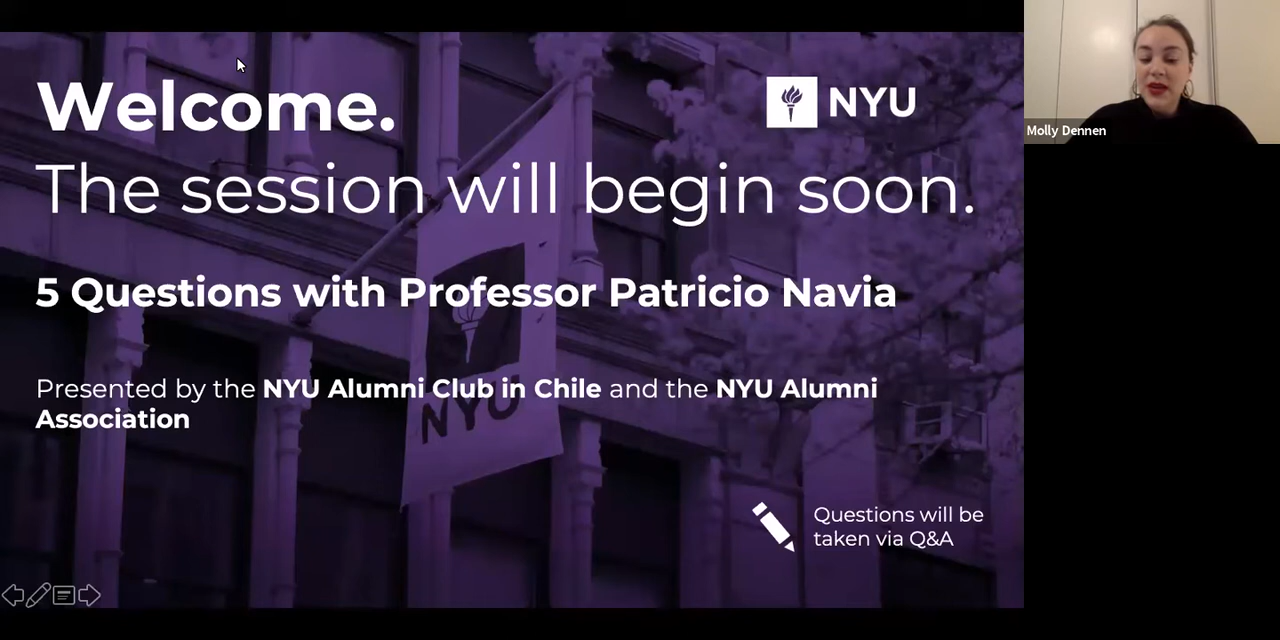 Welcome.
NYU
The session will begin soon.
5 Questions with Professor Patricio Navia
Presented by the NYU Alumni Club in Chile and the NYU Alumni
Association
NYU
Questions will be
taken via Q&A
Molly Dennen